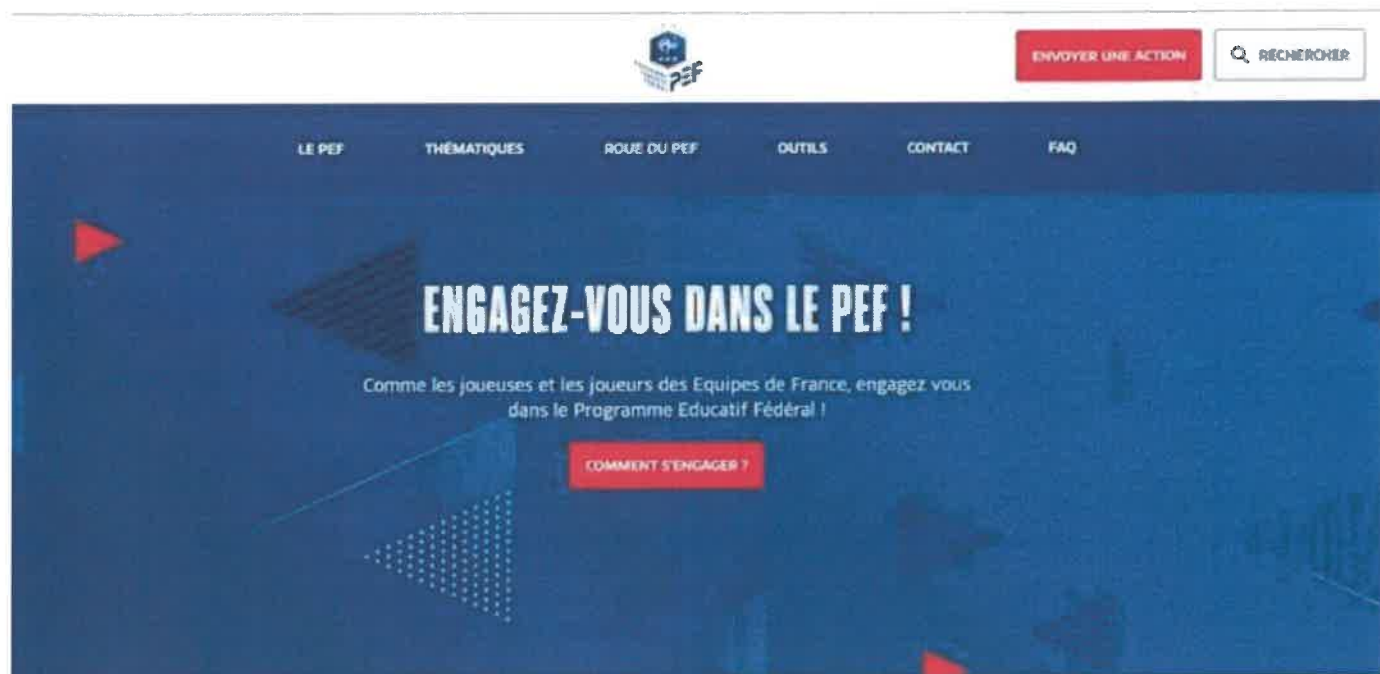 PEF
ENVOYER UNE ACTION
RECHERCHER
LE PEF
THÉMATIQUES
ROUE DU PEF
OUTILS
CONTACT
FAQ
ENGAGEZ-VOUS DANS LE PEF !
Comme les joueuses et les joueurs des Equipes de France, engagez vous
dans le Programme Educatif Fédéral !
COMMENT S'ENGAGER ?